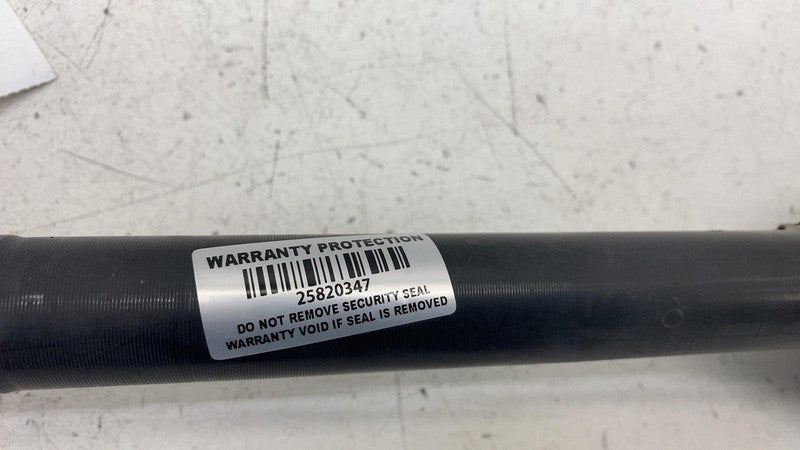 WARRANTY PROTECTION
25820347
DO NOT REMOVE SECURITY SEAL
WARRANTY VOID IF SEAL IS REMOVED